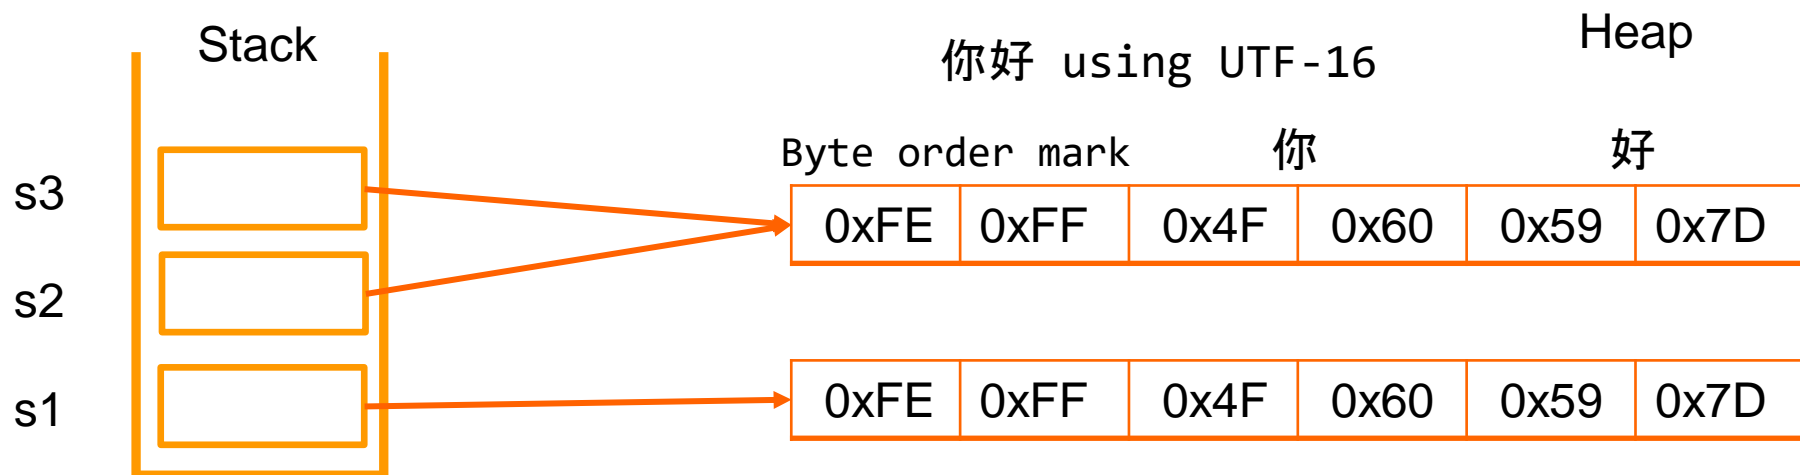 Stack
Heap
你好 using UTF-16
Byte order mark 你 好
s3 0xFE 0xFF 0x4F 0x60 0x59 0x7D
s2
s1 0xFE 0xFF 0x4F 0x60 0x59 0x7D